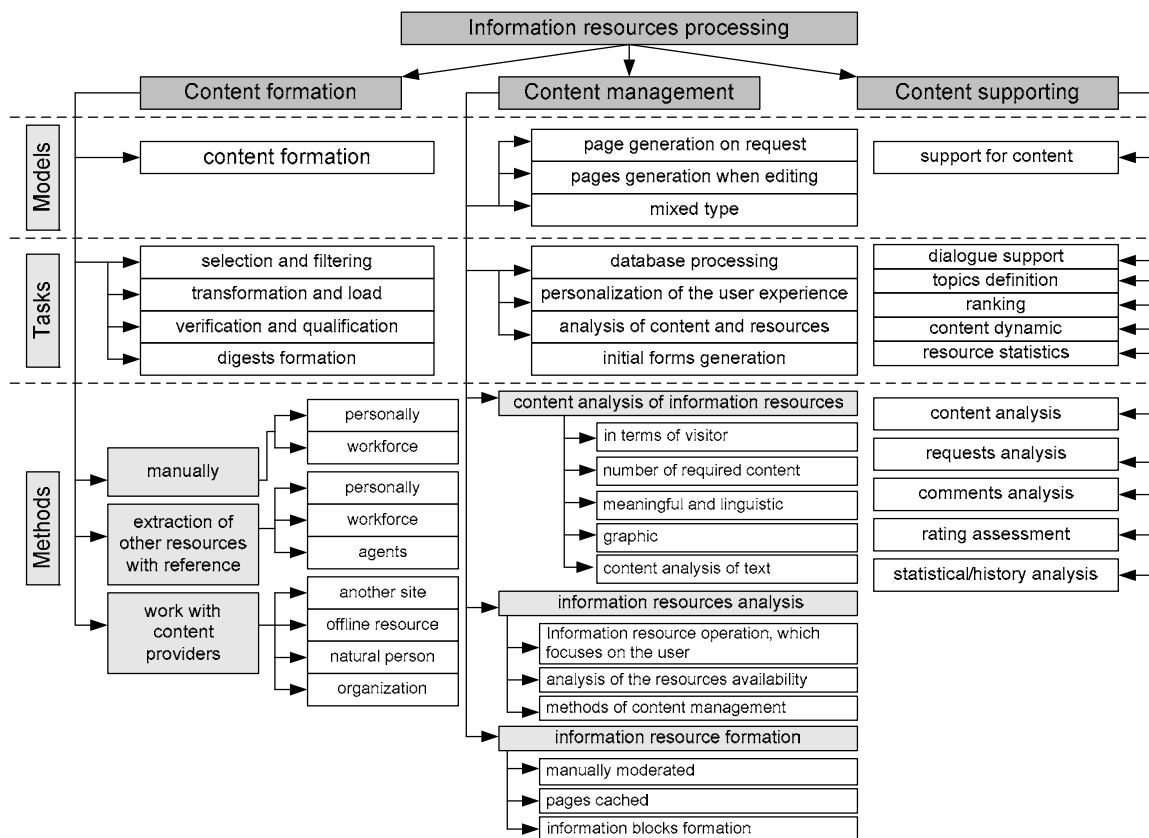 Information resources processing
Content formation
Content management
Content supporting
Models
content formation
page generation on request
pages generation when editing
mixed type
support for content
Tasks
selection and filtering
transformation and load
verification and qualification
digests formation
database processing
personalization of the user experience
analysis of content and resources
initial forms generation
dialogue support
topics definition
ranking
content dynamic
resource statistics
Methods
manually
personally
workforce
extraction of
other resources
with reference
personally
workforce
agents
work with
content
providers
another site
offline resource
natural person
organization
content analysis of information resources
in terms of visitor
number of required content
meaningful and linguistic
graphic
content analysis of text
information resources analysis
Information resource operation, which
focuses on the user
analysis of the resources availability
methods of content management
information resource formation
manually moderated
pages cached
information blocks formation
content analysis
requests analysis
comments analysis
rating assessment
statistical/history analysis